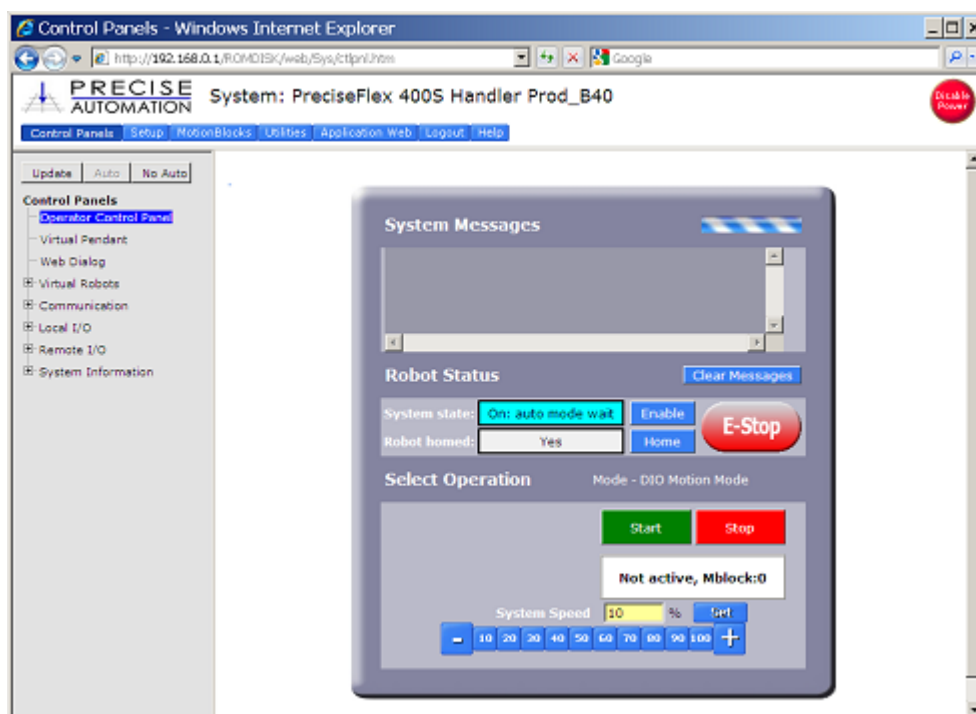 Control Panels - Windows Internet Explorer
http://192.168.0.1/ROMDISK/web/Sys/ctlpnl.htm
Google
PRECISE
AUTOMATION
System: PreciseFlex 400S Handler Prod_B40
Disable
Power
Control Panels Setup MotionBlocks Utilities Application Web Logout Help
Update Auto No Auto
Control Panels
Operator Control Panel
Virtual Pendant
Web Dialog
Virtual Robots
Communication
Local I/O
Remote I/O
System Information
System Messages
Robot Status
Clear Messages
System state: On: auto mode wait Enable
E-Stop
Robot homed: Yes Home
Select Operation Mode - DIO Motion Mode
Start Stop
Not active, Mblock:0
System Speed 10 % Set
- 10 20 30 40 50 60 70 80 90 100 +